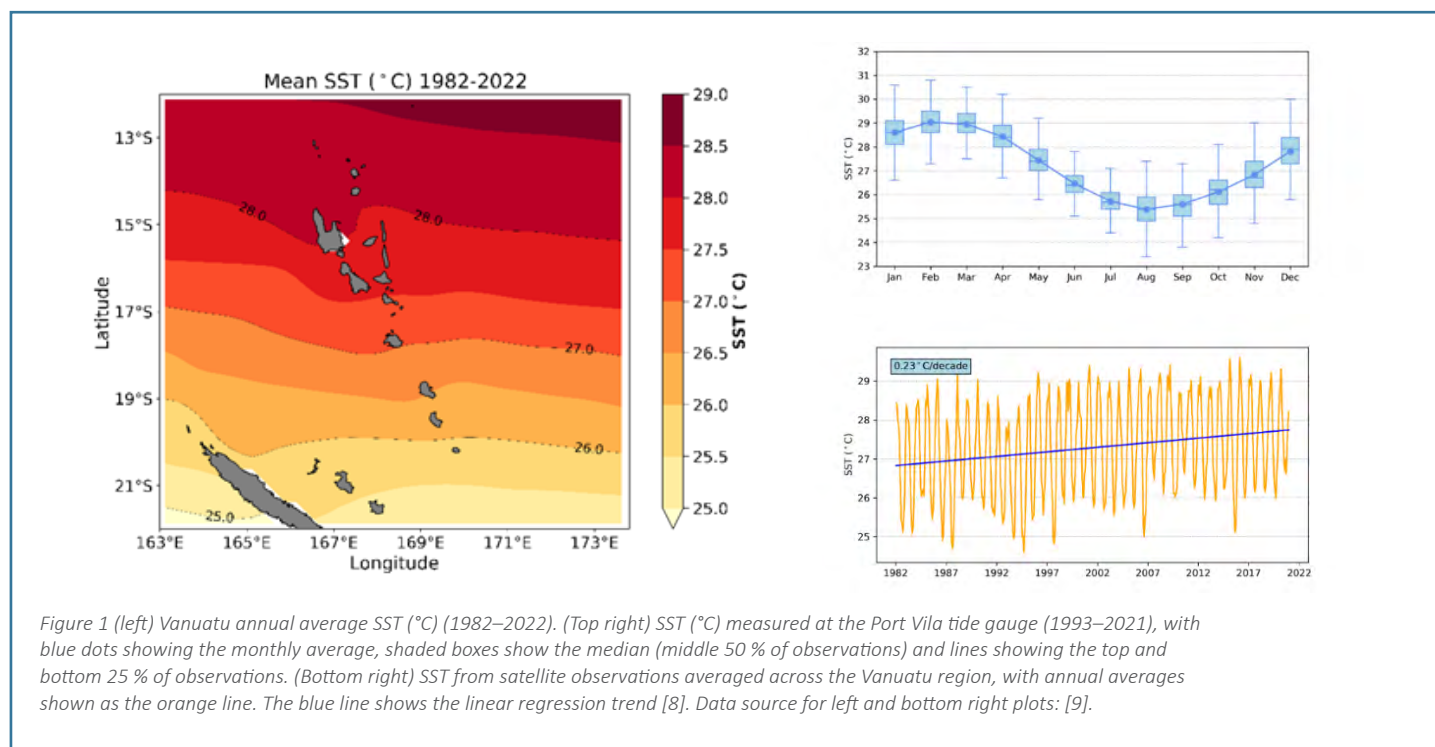 Mean SST (°C) 1982-2022
13°S
15°S
17°S
19°S
21°S
Latitude
163°E 165°E 167°E 169°E 171°E 173°E
Longitude
28.0
28.0
27.0
26.0
25.0
29.0
28.5
28.0
27.5
27.0
26.5
26.0
25.5
25.0
SST (°C)
32
31
30
29
28
27
26
25
24
23
SST (°C)
Jan Feb Mar Apr May Jun Jul Aug Sep Oct Nov Dec
0.23°C/decade
29
28
27
26
25
SST (°C)
1982 1987 1992 1997 2002 2007 2012 2017 2022
Figure 1 (left) Vanuatu annual average SST (°C) (1982–2022). (Top right) SST (°C) measured at the Port Vila tide gauge (1993–2021), with
blue dots showing the monthly average, shaded boxes show the median (middle 50 % of observations) and lines showing the top and
bottom 25 % of observations. (Bottom right) SST from satellite observations averaged across the Vanuatu region, with annual averages
shown as the orange line. The blue line shows the linear regression trend [8]. Data source for left and bottom right plots: [9].